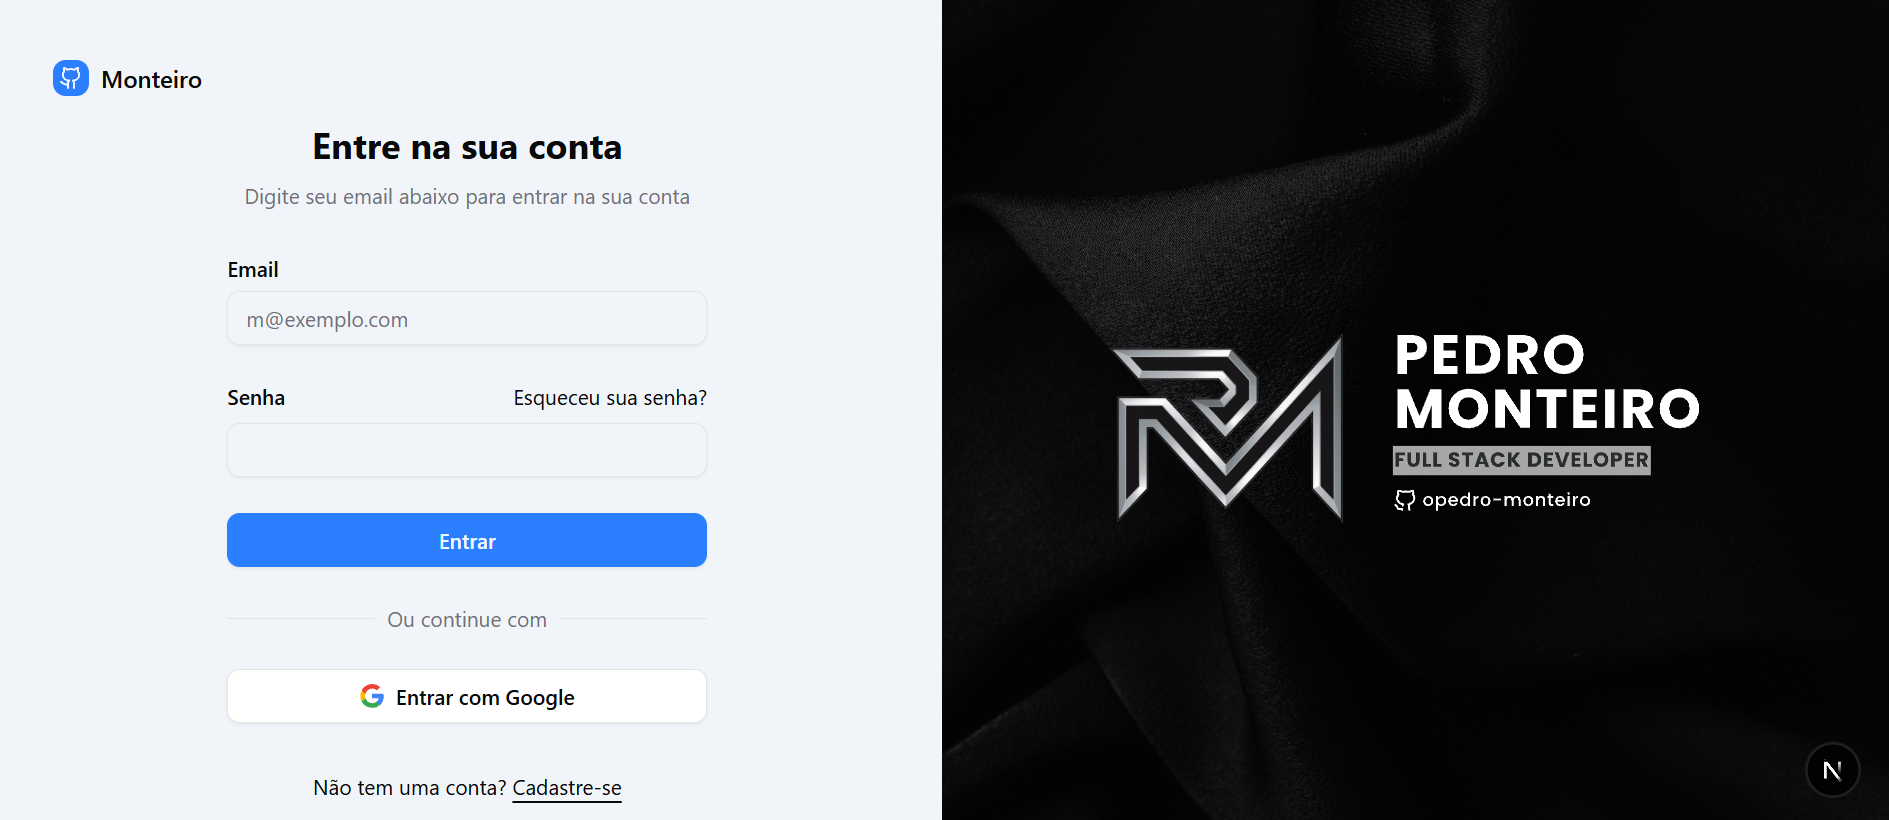 Monteiro
Entre na sua conta
Digite seu email abaixo para entrar na sua conta
Email
m@exemplo.com
Senha
Esqueceu sua senha?
Entrar
Ou continue com
Entrar com Google
Não tem uma conta? Cadastre-se
PEDRO
MONTEIRO
FULL STACK DEVELOPER
opedro-monteiro
N